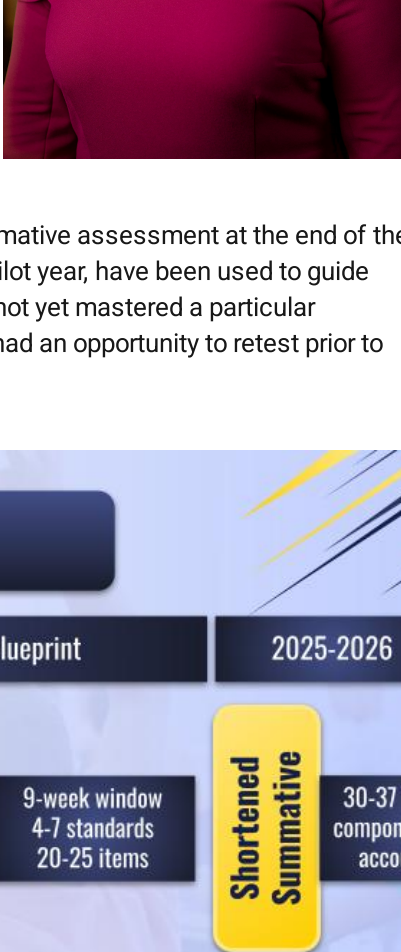 mative assessment at the end of the
ilot year, have been used to guide
not yet mastered a particular
had an opportunity to retest prior to
lueprint
2025-2026
9-week window
4-7 standards
20-25 items
Shortened
Summative
30-37
compon
acco